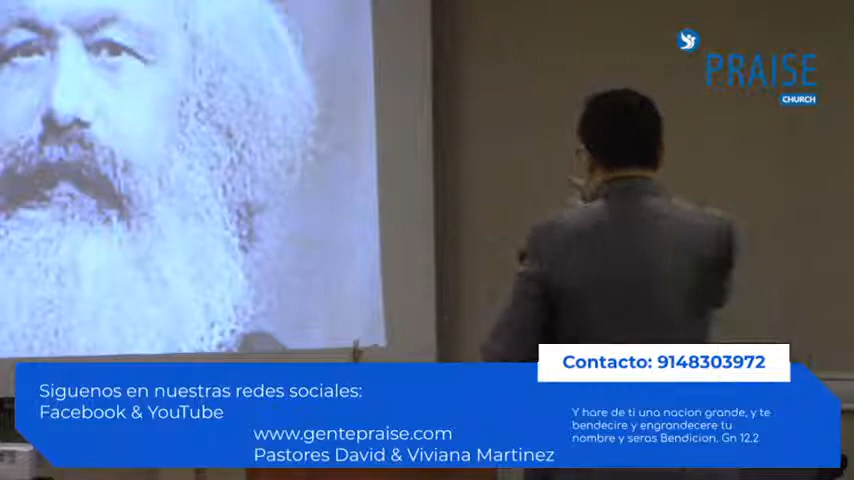 PRAISE
CHURCH
Contacto: 9148303972
Siguenos en nuestras redes sociales:
Facebook & YouTube
www.gentepraise.com
Pastores David & Viviana Martinez
Y hare de ti una nacion grande, y te
bendecire y engrandecere tu
nombre y seras Bendicion. Gn 12.2